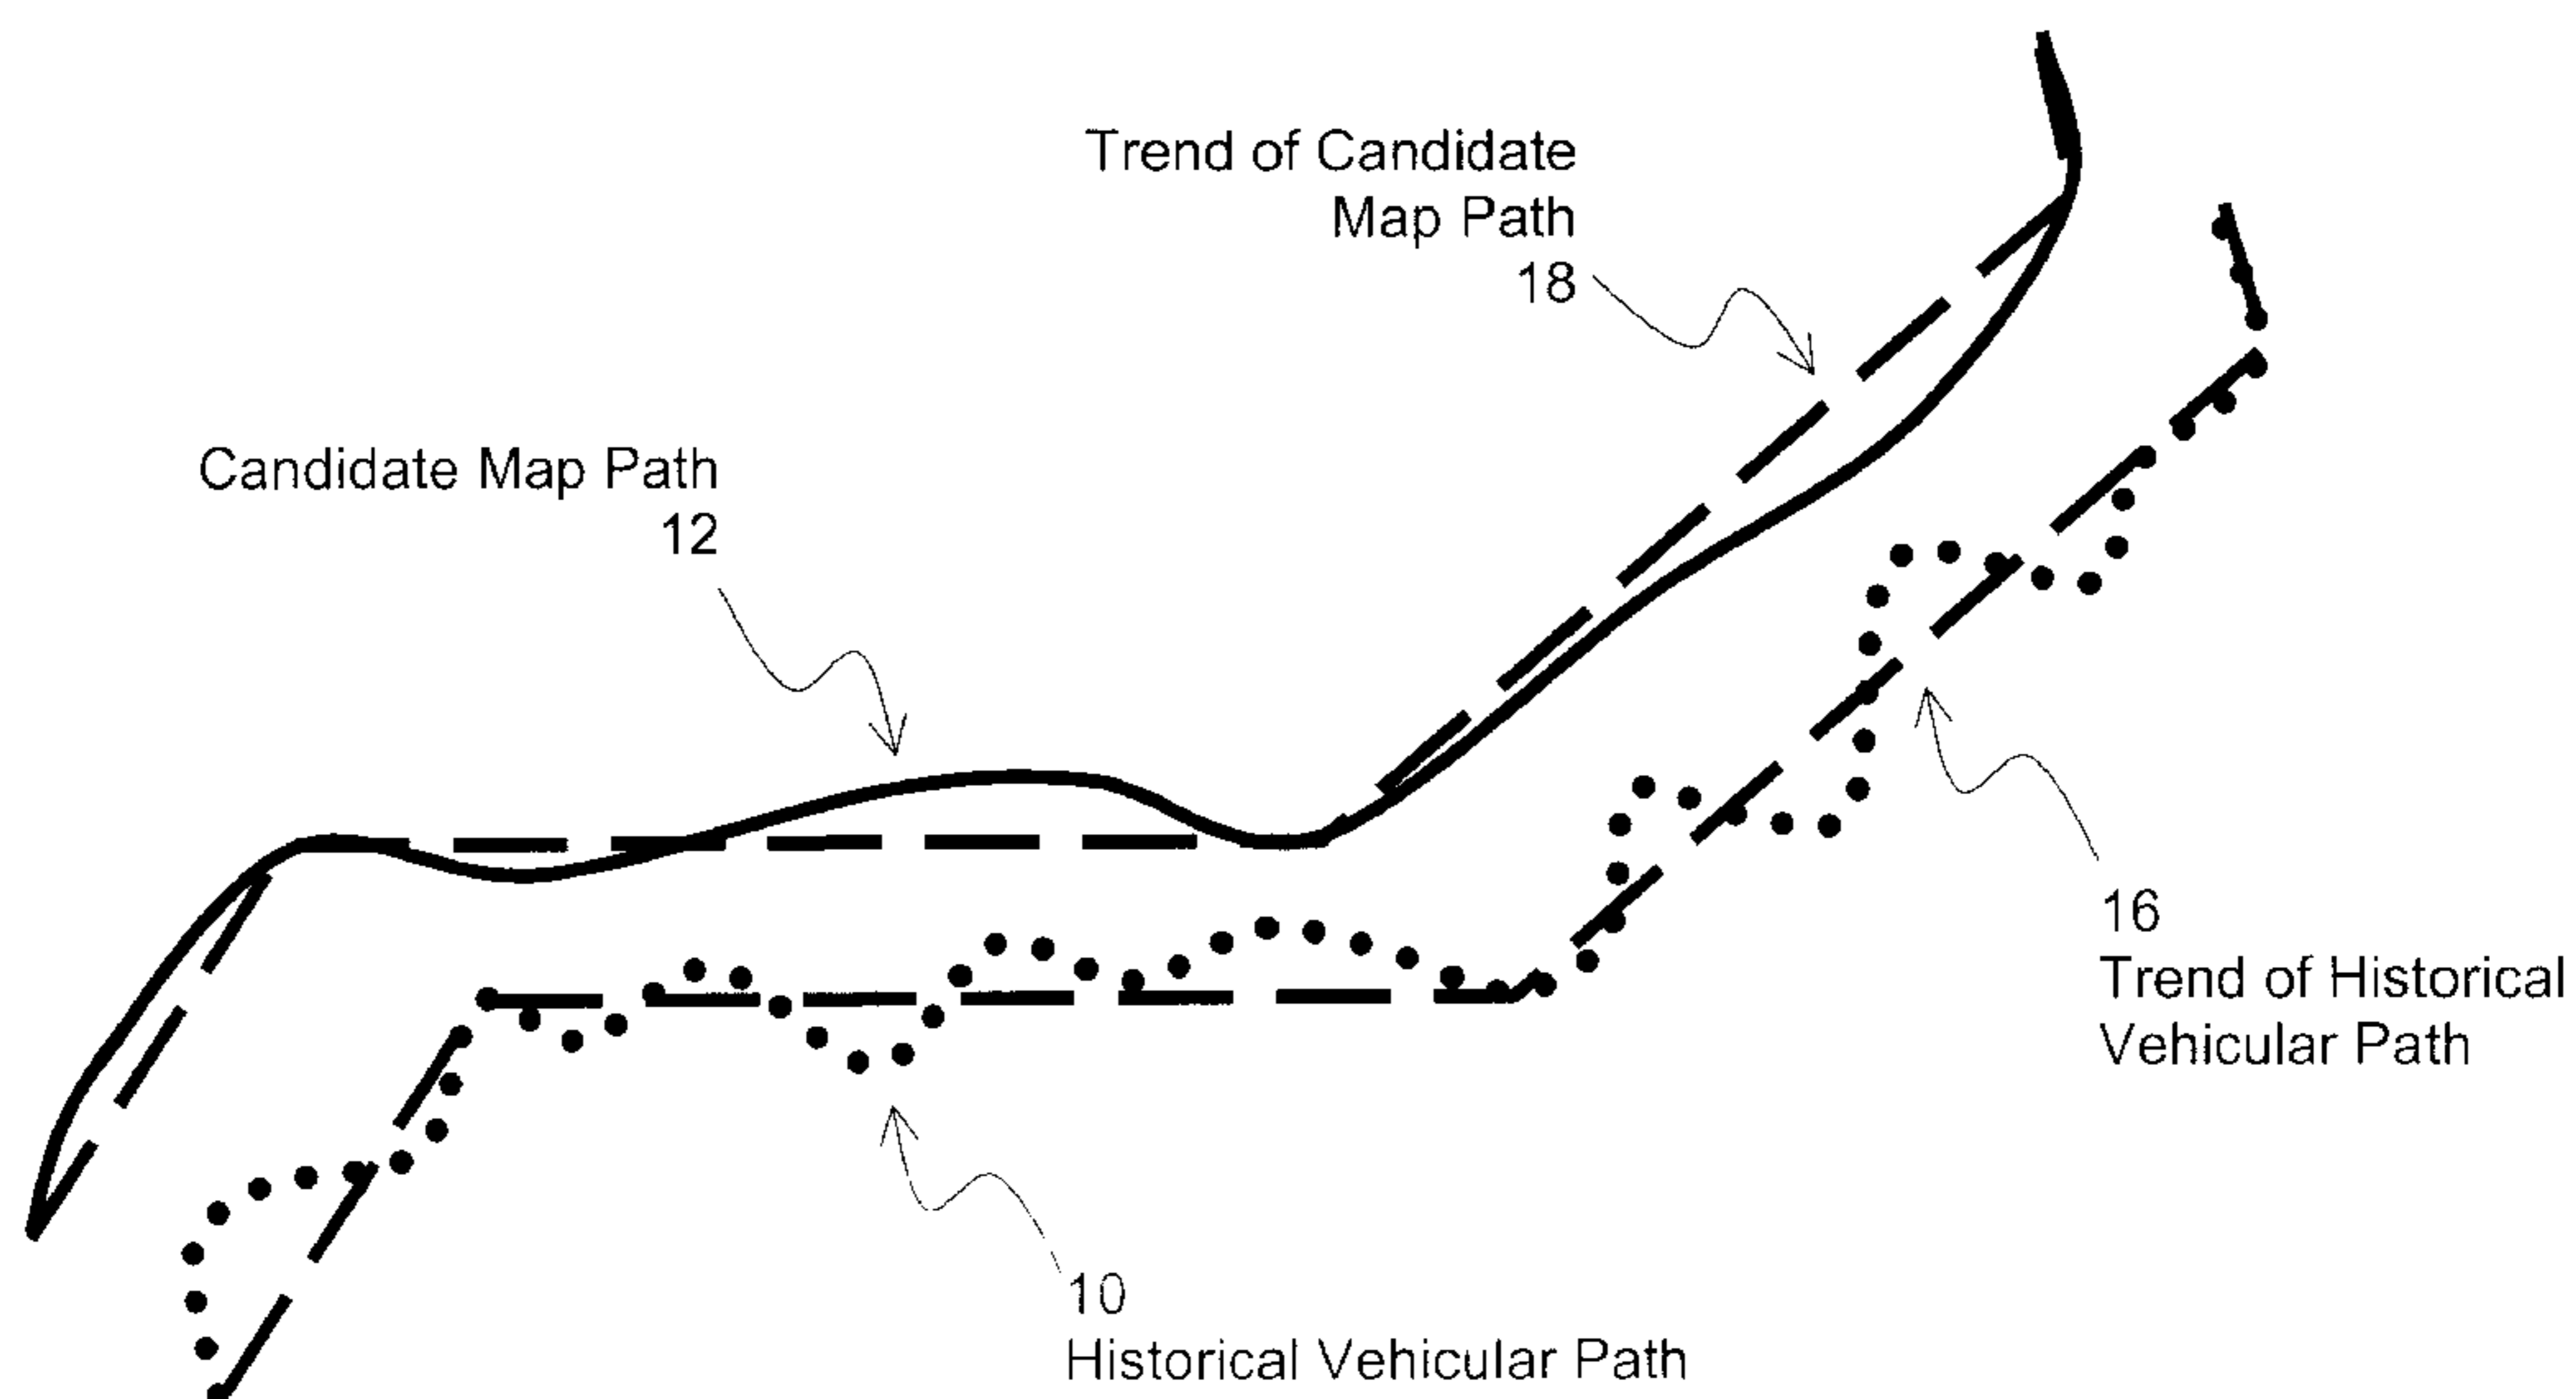 Trend of Candidate
Map Path
18
Candidate Map Path
12
16
Trend of Historical
Vehicular Path
10
Historical Vehicular Path